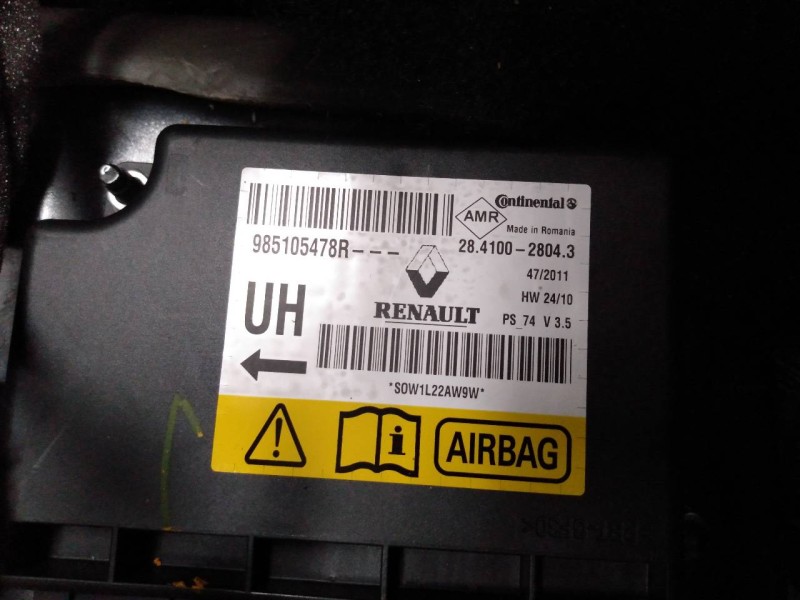 Continental
AMR
Made in Romania
985105478R---
28.4100-2804.3
47/2011
HW 24/10
UH
RENAULT
PS_74 V 3.5
*SOW1L22AW9W*
i
AIRBAG